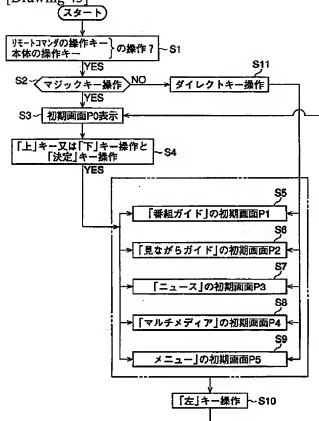 [Drawing 45]
スタート
リモートコマンダの操作キー
本体の操作キー
の操作?
S1
YES
S2
マジックキー操作
NO
S11
ダイレクトキー操作
YES
S3
初期画面P0表示
「上」キー又は「下」キー操作と
「決定」キー操作
S4
YES
S5
「番組ガイド」の初期画面P1
S6
「見ながらガイド」の初期画面P2
S7
「ニュース」の初期画面P3
S8
「マルチメディア」の初期画面P4
S9
メニュー」の初期画面P5
「左」キー操作
S10